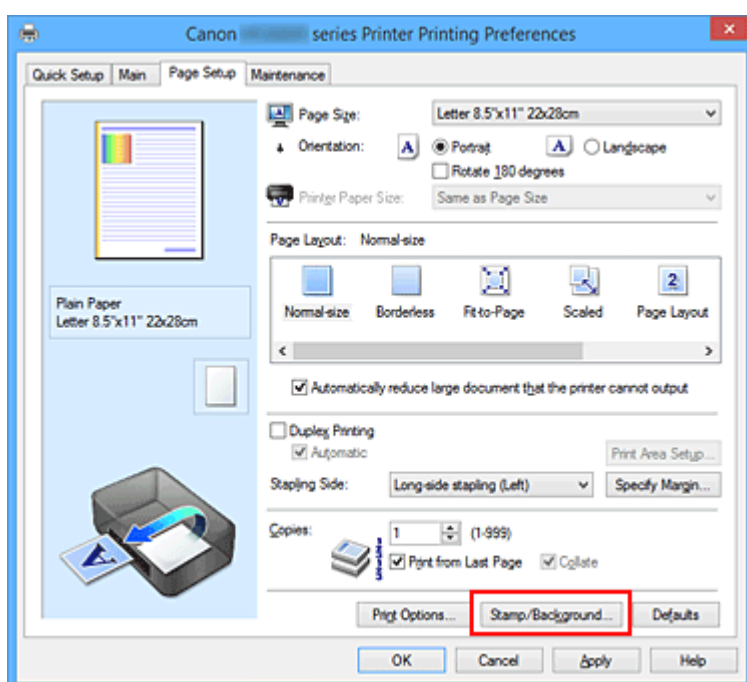 Canon series Printer Printing Preferences
Quick Setup Main Page Setup Maintenance
Page Size: Letter 8.5"x11" 22x28cm
Orientation: A Portrait A Landscape
Rotate 180 degrees
Printer Paper Size: Same as Page Size
Page Layout: Normal-size
2
Normal-size Borderless Fit-to-Page Scaled Page Layout
Plain Paper
Letter 8.5"x11" 22x28cm
Automatically reduce large document that the printer cannot output
Duplex Printing
Automatic
Print Area Setup...
Stapling Side: Long-side stapling (Left) Specify Margin...
Copies: 1 (1-999)
Print from Last Page Collate
A
Print Options... Stamp/Background... Defaults
OK Cancel Apply Help